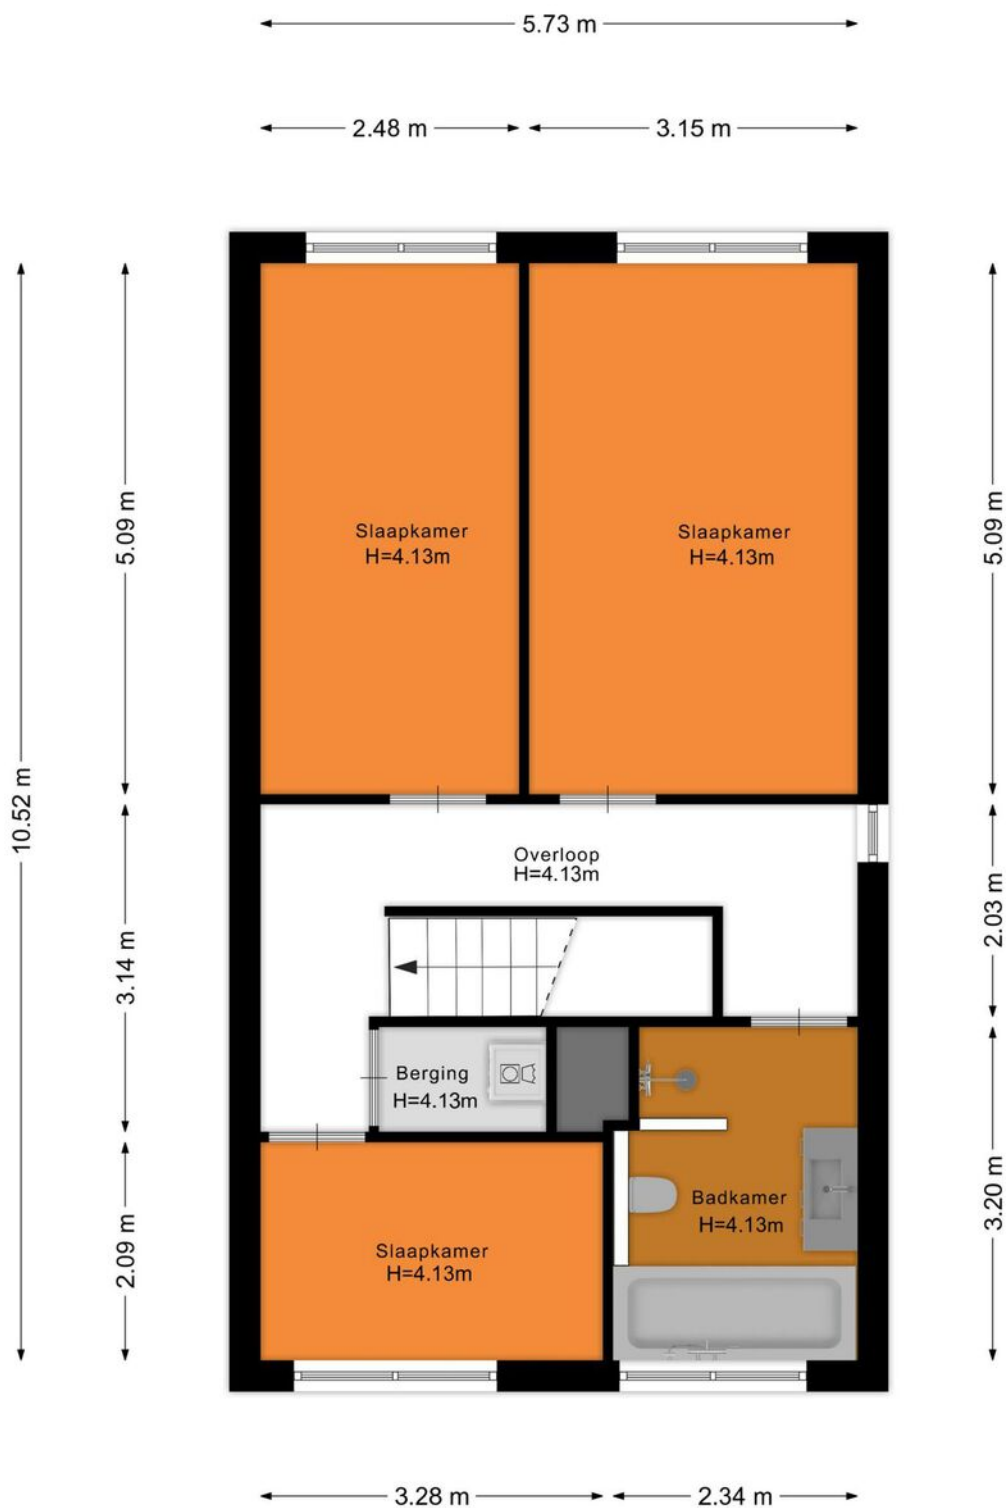 5.73 m
2.48 m
3.15 m
5.09 m
5.09 m
Slaapkamer
H=4.13m
Slaapkamer
H=4.13m
10.52 m
Overloop
H=4.13m
3.14 m
2.03 m
Berging
H=4.13m
Badkamer
H=4.13m
3.20 m
2.09 m
Slaapkamer
H=4.13m
3.28 m
2.34 m